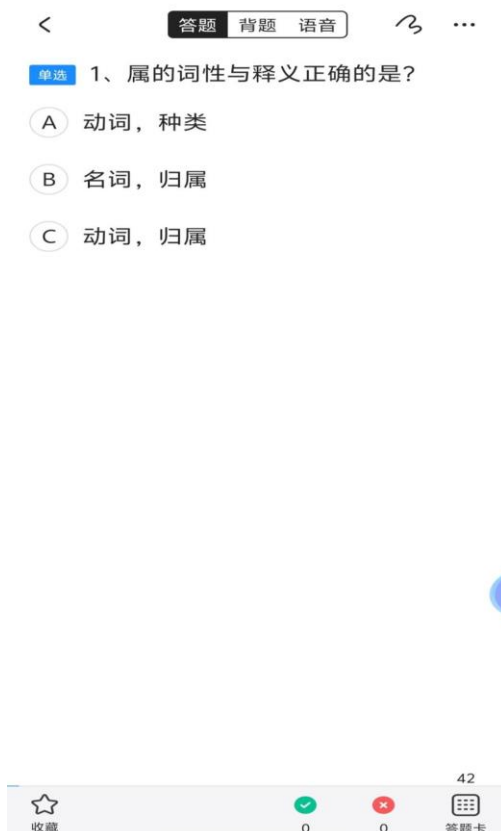 答题 背题 语音
单选 1、属的词性与释义正确的是?
A 动词，种类
B 名词，归属
C 动词，归属
42
收藏 0 0 答题卡